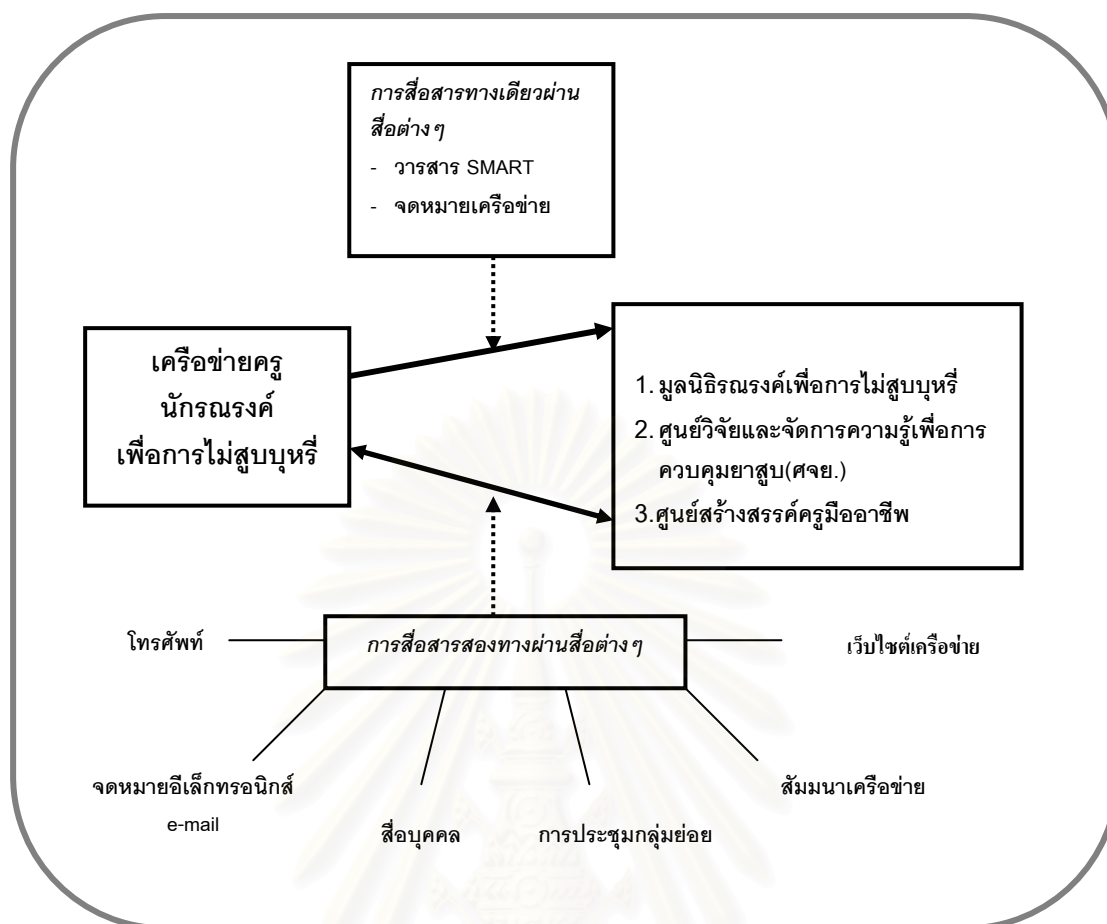 การสื่อสารทางเดียวผ่าน
สื่อต่างๆ
- วารสาร SMART
- จดหมายเครือข่าย
เครือข่ายครู
นักรณรงค์
เพื่อการไม่สูบบุหรี่
1. มูลนิธิรณรงค์เพื่อการไม่สูบบุหรี่
2. ศูนย์วิจัยและจัดการความรู้เพื่อการ
ควบคุมยาสูบ(ศจย.)
3.ศูนย์สร้างสรรค์ครูมืออาชีพ
โทรศัพท์
การสื่อสารสองทางผ่านสื่อต่างๆ
เว็บไซต์เครือข่าย
จดหมายอีเล็กทรอนิกส์
e-mail
สื่อบุคคล
การประชุมกลุ่มย่อย
สัมมนาเครือข่าย